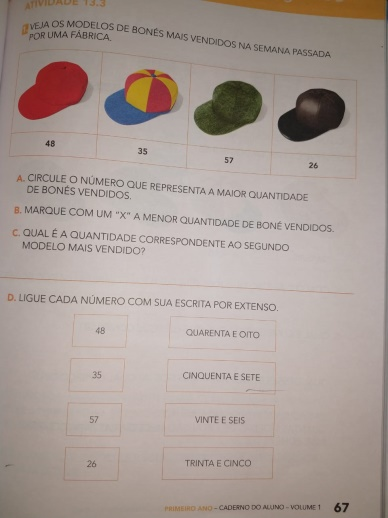 ATIVIDADE 13.3
VEJA OS MODELOS DE BONÉS MAIS VENDIDOS NA SEMANA PASSADA
POR UMA FÁBRICA.
48 35 57 26
A. CIRCULE O NÚMERO QUE REPRESENTA A MAIOR QUANTIDADE
DE BONÉS VENDIDOS.
B. MARQUE COM UM "X" A MENOR QUANTIDADE DE BONÉ VENDIDOS.
C. QUAL É A QUANTIDADE CORRESPONDENTE AO SEGUNDO
MODELO MAIS VENDIDO?
D. LIGUE CADA NÚMERO COM SUA ESCRITA POR EXTENSO.
48 QUARENTA E OITO
35 CINQUENTA E SETE
57 VINTE E SEIS
26 TRINTA E CINCO
PRIMEIRO ANO – CADERNO DO ALUNO – VOLUME 1 67